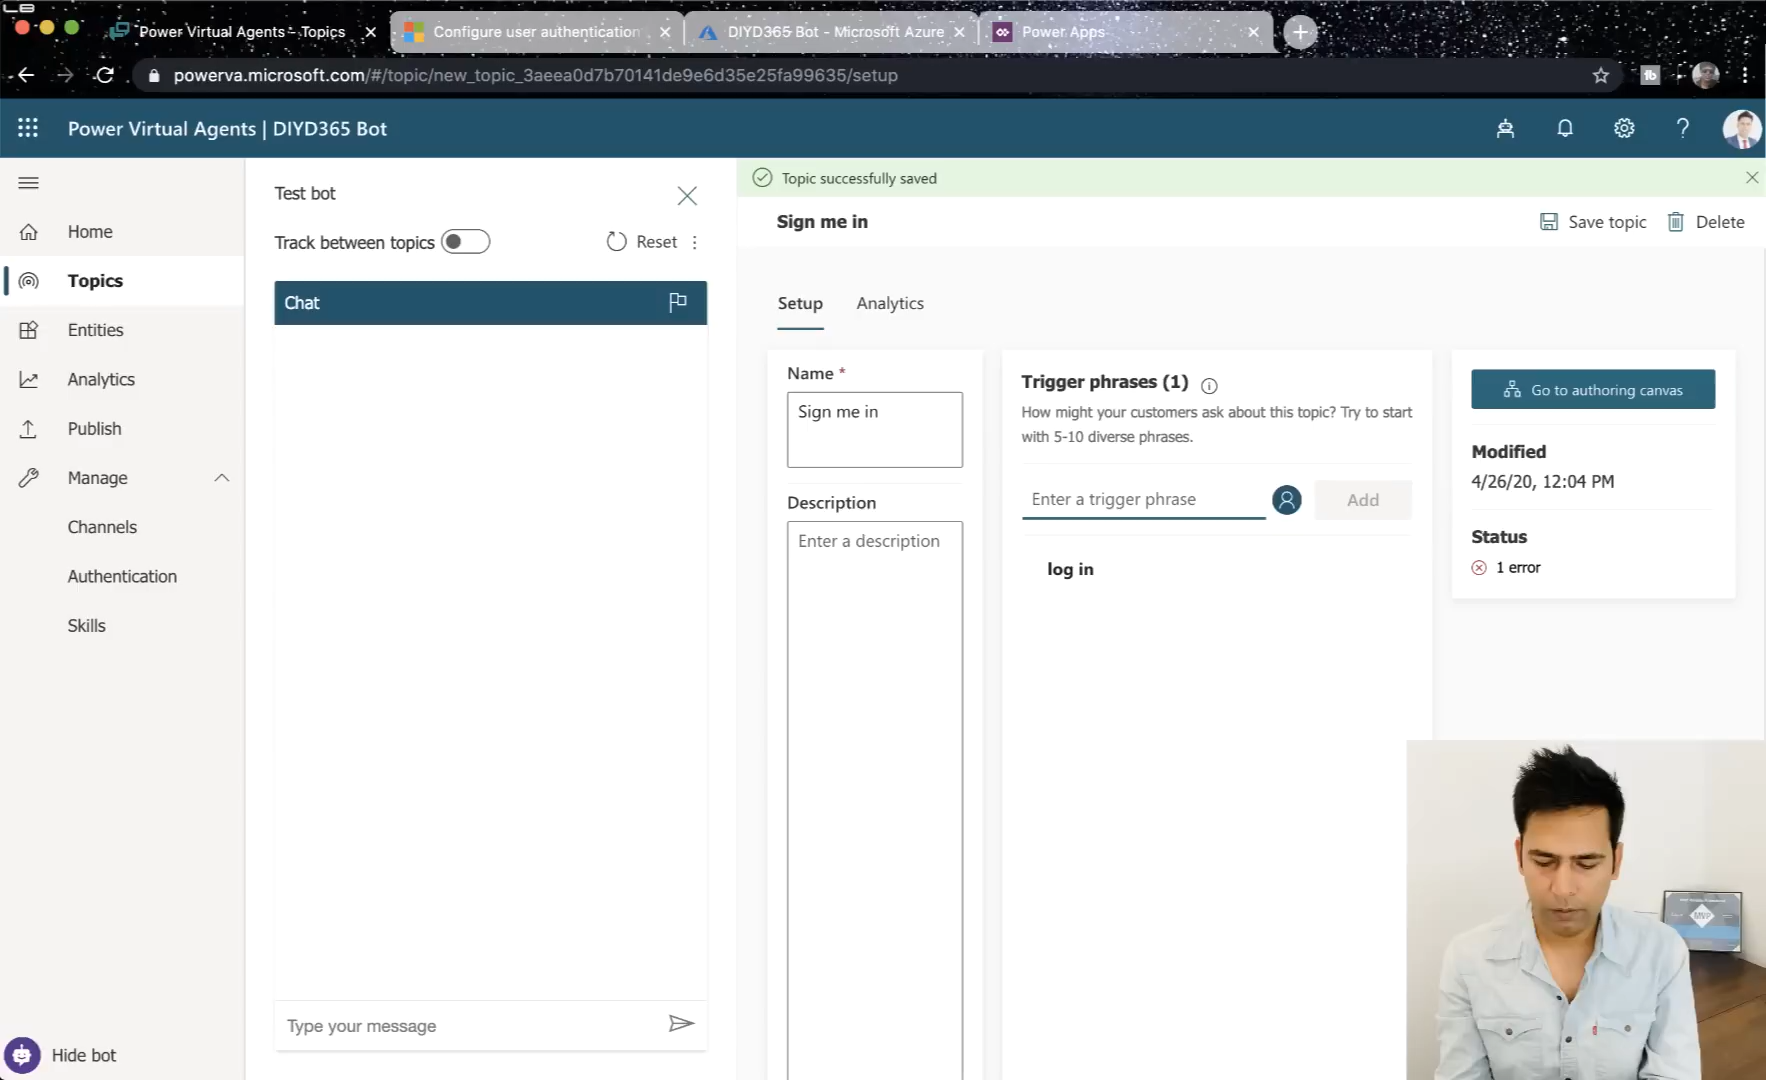 Power Virtual Agents - Topics
Configure user authentication
DIYD365 Bot - Microsoft Azure
Power Apps
powerva.microsoft.com/#/topic/new_topic_3aeea0d7b70141de9e6d35e25fa99635/setup
Power Virtual Agents | DIYD365 Bot
Home
Topics
Entities
Analytics
Publish
Manage
Channels
Authentication
Skills
Hide bot
Test bot
Track between topics
Reset
Chat
Type your message
Topic successfully saved
Sign me in
Save topic
Delete
Setup
Analytics
Name *
Sign me in
Description
Enter a description
Trigger phrases (1)
How might your customers ask about this topic? Try to start
with 5-10 diverse phrases.
Enter a trigger phrase
Add
log in
Go to authoring canvas
Modified
4/26/20, 12:04 PM
Status
1 error